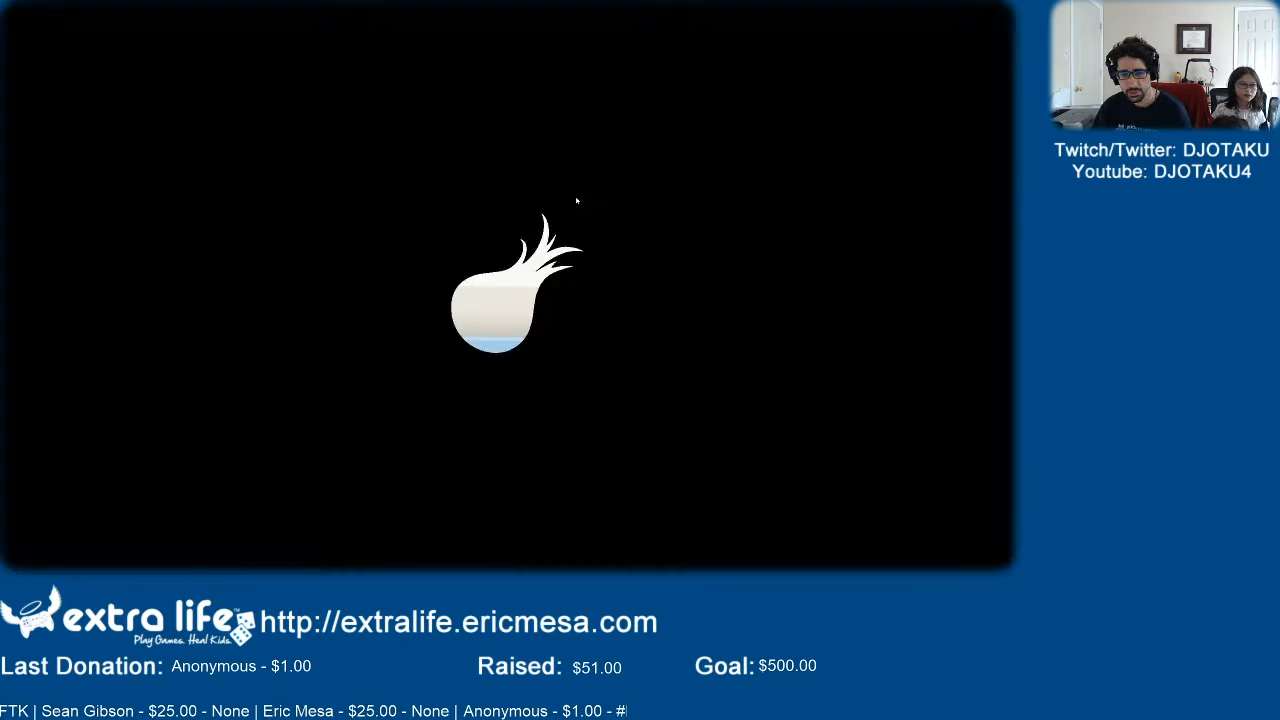 Twitch/Twitter: DJOTAKU
Youtube: DJOTAKU4
extra life
Play Games. Heal Kids.
http://extralife.ericmesa.com
Last Donation: Anonymous - $1.00 Raised: $51.00 Goal: $500.00
FTK | Sean Gibson - $25.00 - None | Eric Mesa - $25.00 - None | Anonymous - $1.00 - #